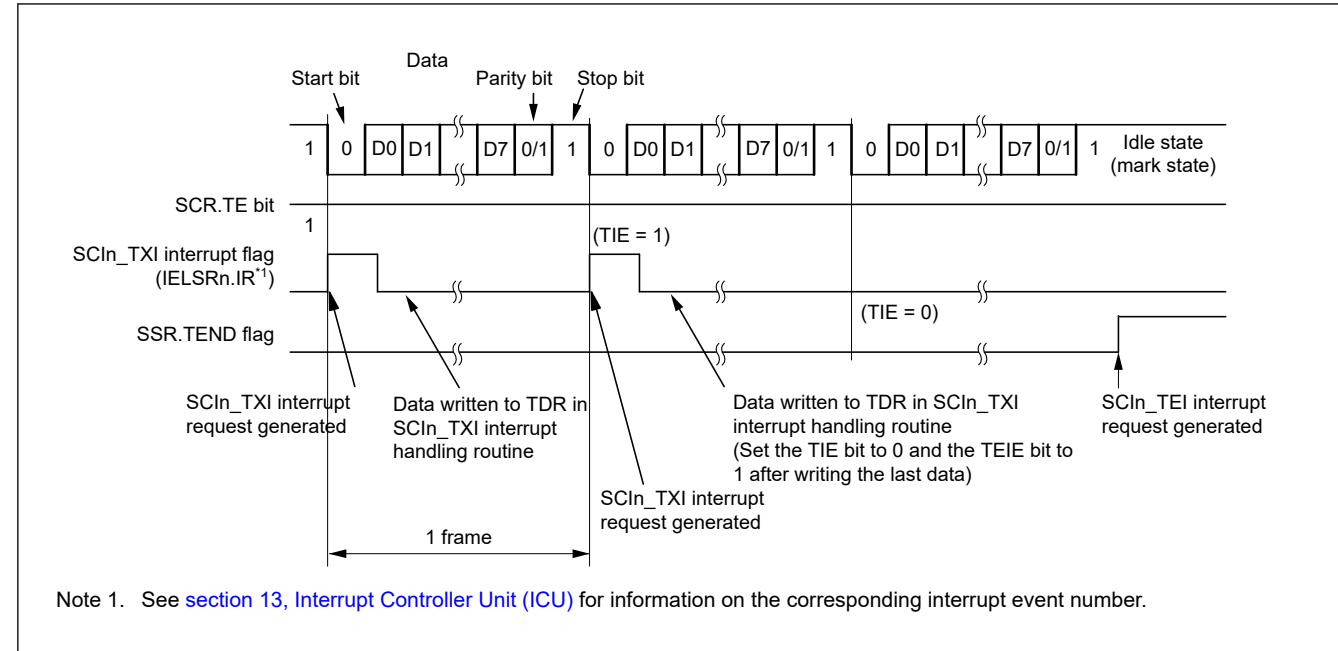 Data
Start bit
Parity bit
Stop bit
1 0 D0 D1 D7 0/1 1 0 D0 D1 D7 0/1 1 0 D0 D1 D7 0/1 1
Idle state
(mark state)
SCR.TE bit
1
SCIn_TXI interrupt flag
(IELSRn.IR*1)
(TIE = 1)
(TIE = 0)
SSR.TEND flag
SCIn_TXI interrupt
request generated
Data written to TDR in
SCIn_TXI interrupt
handling routine
SCIn_TXI interrupt
request generated
Data written to TDR in SCIn_TXI
interrupt handling routine
(Set the TIE bit to 0 and the TEIE bit to
1 after writing the last data)
SCIn_TEI interrupt
request generated
1 frame
Note 1. See section 13, Interrupt Controller Unit (ICU) for information on the corresponding interrupt event number.